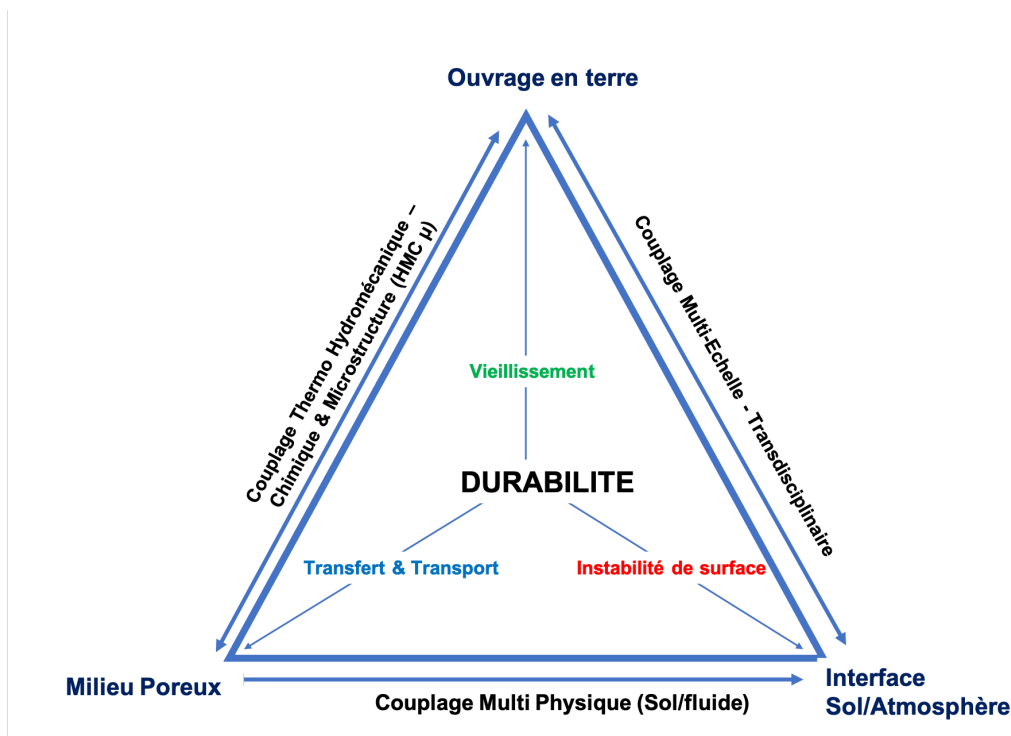 Ouvrage en terre
Couplage Thermo Hydromécanique –
Chimique & Microstructure (HMC µ)
Couplage Multi-Echelle - Transdisciplinaire
Vieillissement
DURABILITE
Transfert & Transport
Instabilité de surface
Milieu Poreux
Couplage Multi Physique (Sol/fluide)
Interface
Sol/Atmosphère